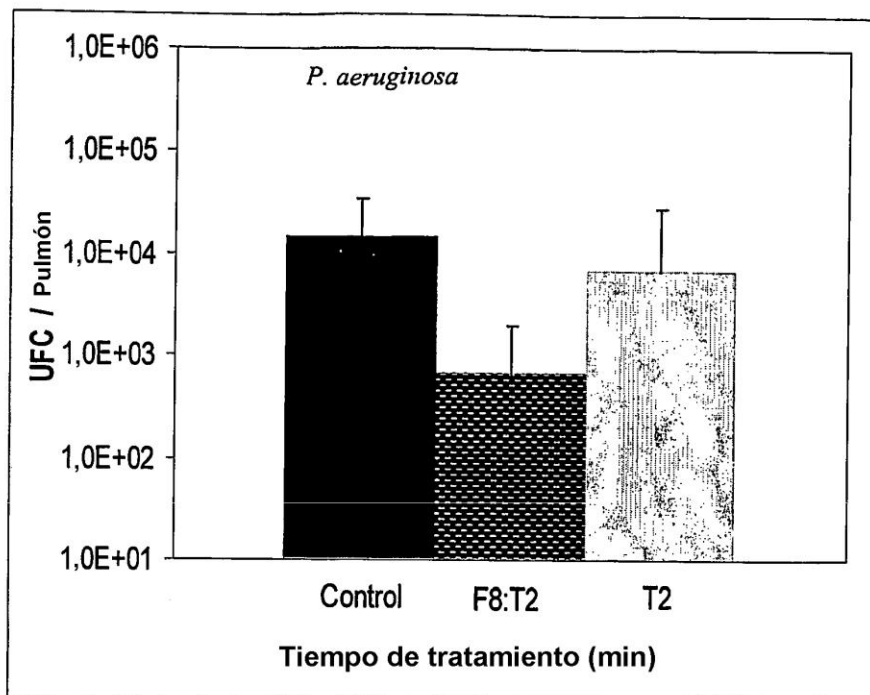 P. aeruginosa
1,0E+06
1,0E+05
1,0E+04
1,0E+03
1,0E+02
1,0E+01
UFC / Pulmón
Control F8:T2 T2
Tiempo de tratamiento (min)